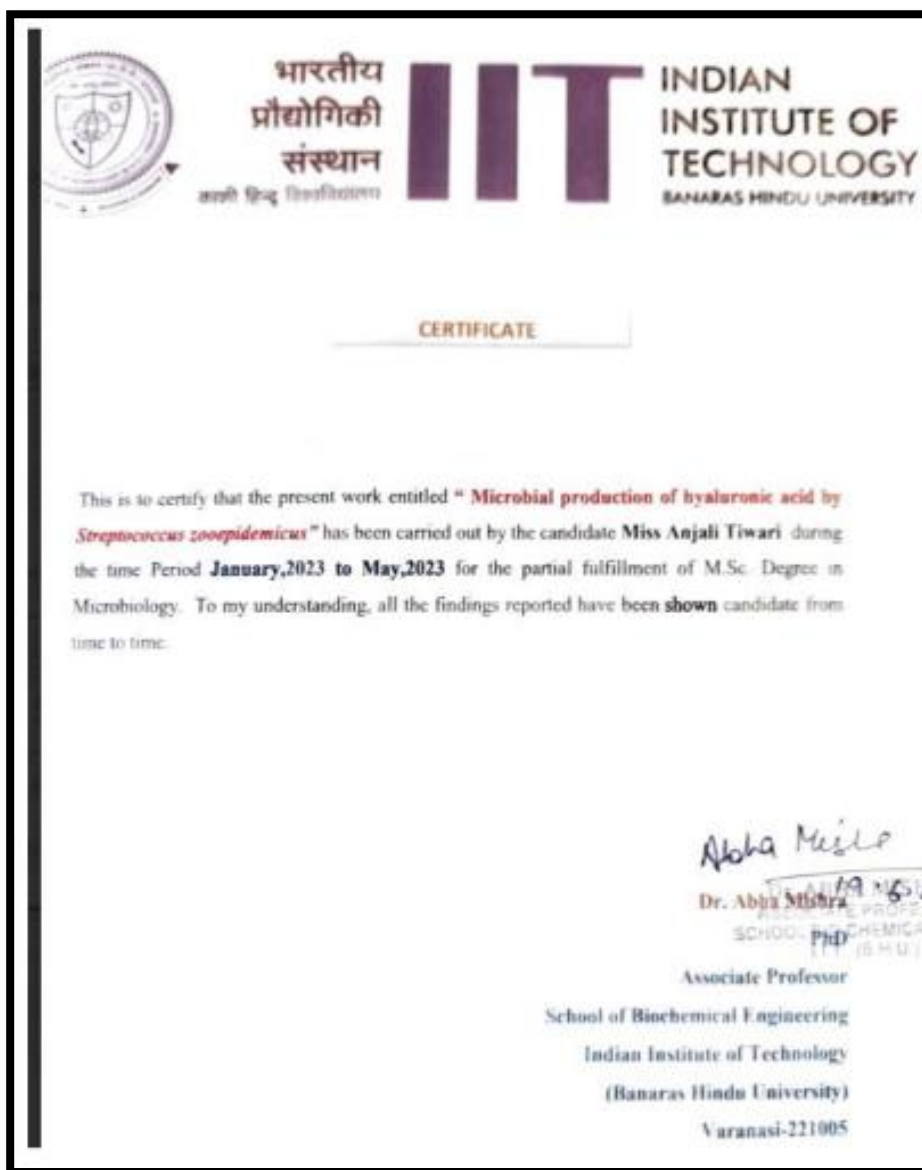 भारतीय
प्रौद्योगिकी
संस्थान
काशी हिन्दू विश्वविद्यालय
IIT
INDIAN
INSTITUTE OF
TECHNOLOGY
BANARAS HINDU UNIVERSITY
CERTIFICATE
This is to certify that the present work entitled “ Microbial production of hyaluronic acid by
Streptococcus zooepidemicus” has been carried out by the candidate Miss Anjali Tiwari during
the time Period January,2023 to May,2023 for the partial fulfillment of M.Sc. Degree in
Microbiology. To my understanding, all the findings reported have been shown candidate from
time to time.
Abha Mishra
Dr. Abha Mishra
PhD
Associate Professor
School of Biochemical Engineering
Indian Institute of Technology
(Banaras Hindu University)
Varanasi-221005